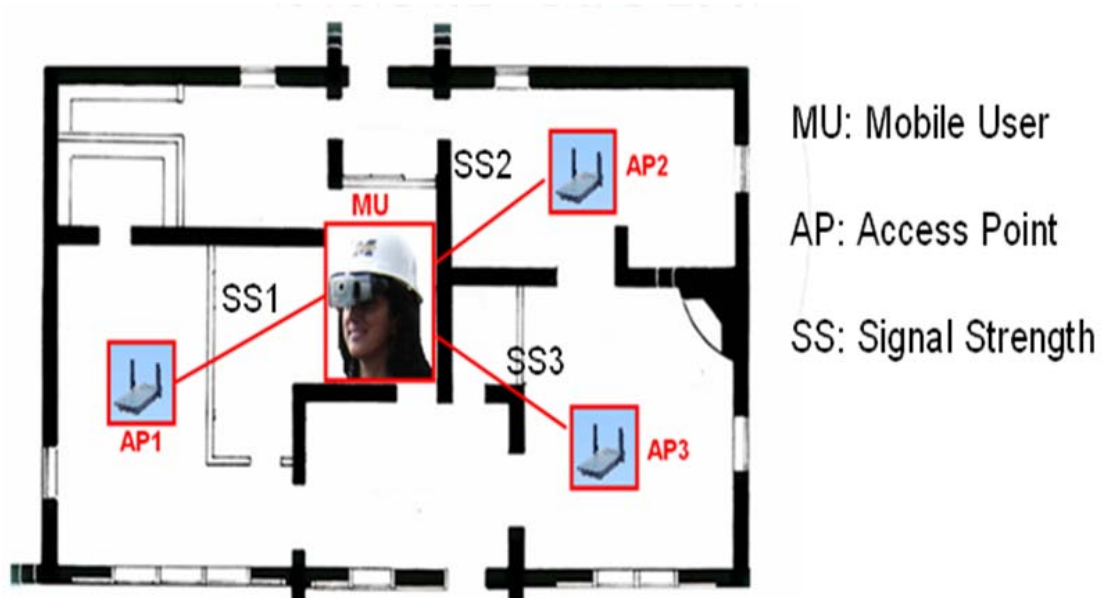 SS2
AP2
MU
SS1
SS3
AP1
AP3
MU: Mobile User
AP: Access Point
SS: Signal Strength